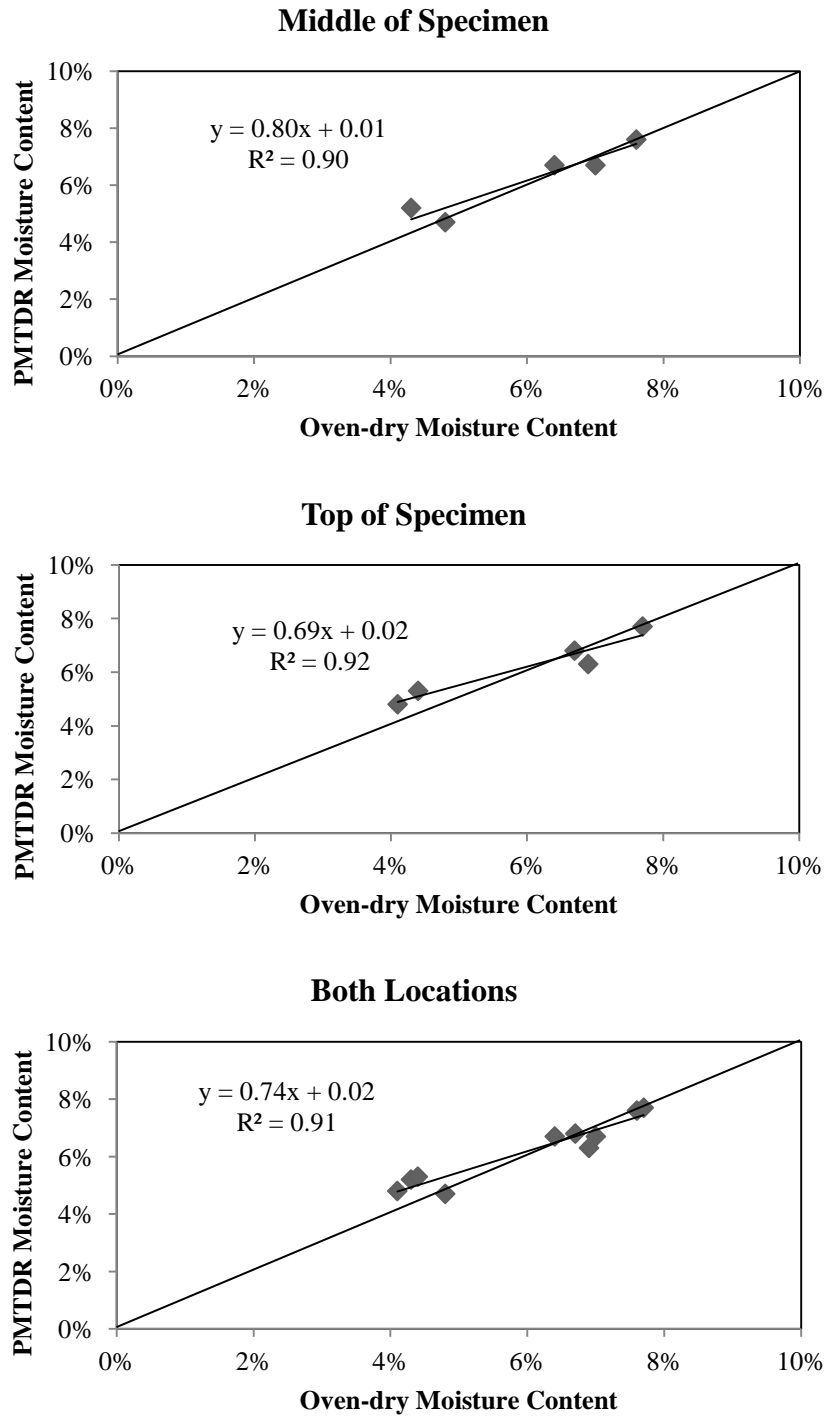 Middle of Specimen
PMTDR Moisture Content
10%
8%
6%
4%
2%
0%
y = 0.80x + 0.01
R² = 0.90
0%
2%
4%
6%
8%
10%
Oven-dry Moisture Content
Top of Specimen
PMTDR Moisture Content
10%
8%
6%
4%
2%
0%
y = 0.69x + 0.02
R² = 0.92
0%
2%
4%
6%
8%
10%
Oven-dry Moisture Content
Both Locations
PMTDR Moisture Content
10%
8%
6%
4%
2%
0%
y = 0.74x + 0.02
R² = 0.91
0%
2%
4%
6%
8%
10%
Oven-dry Moisture Content